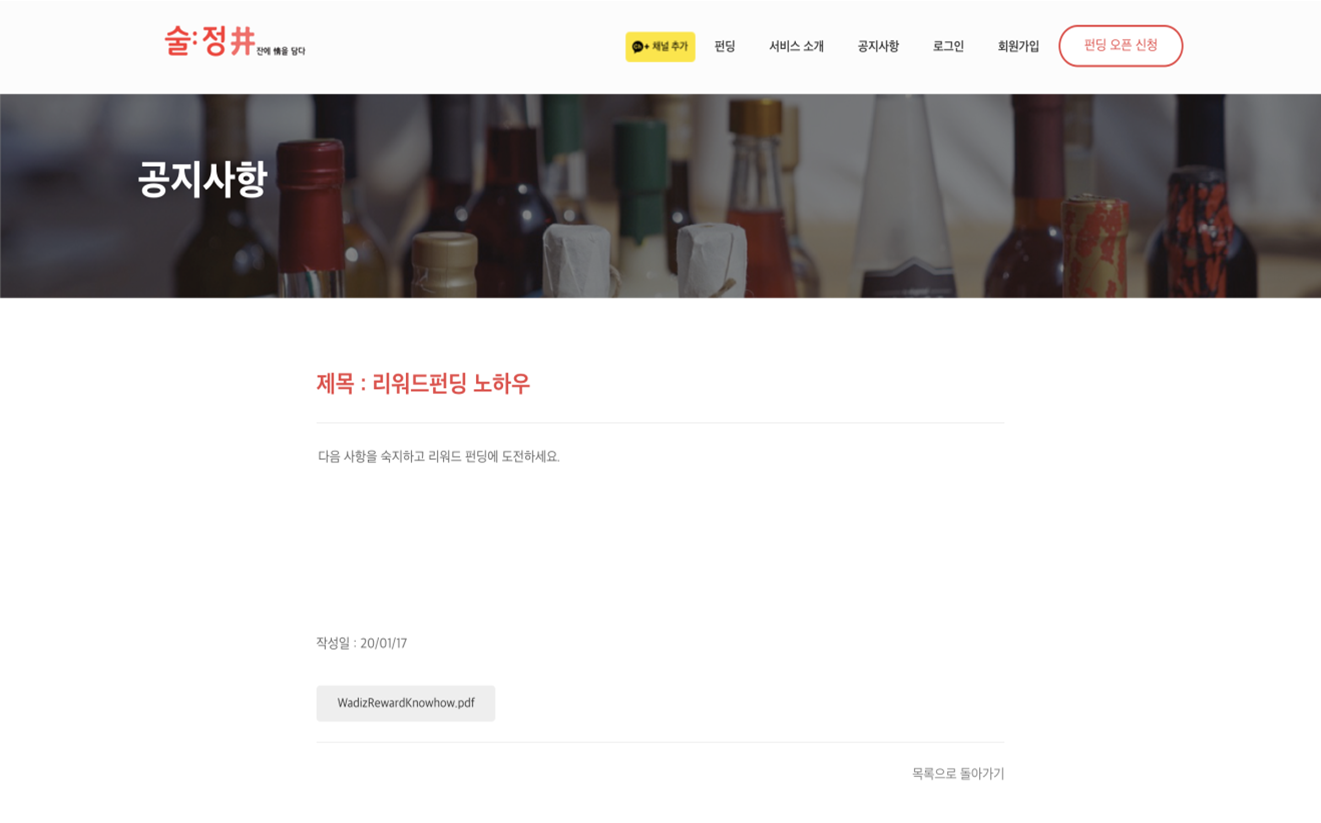 술:정井 잔에 情을 담다
Ch+ 채널 추가 펀딩 서비스 소개 공지사항 로그인 회원가입 펀딩 오픈 신청
공지사항
제목 : 리워드펀딩 노하우
다음 사항을 숙지하고 리워드 펀딩에 도전하세요.
작성일 : 20/01/17
WadizRewardKnowhow.pdf
목록으로 돌아가기